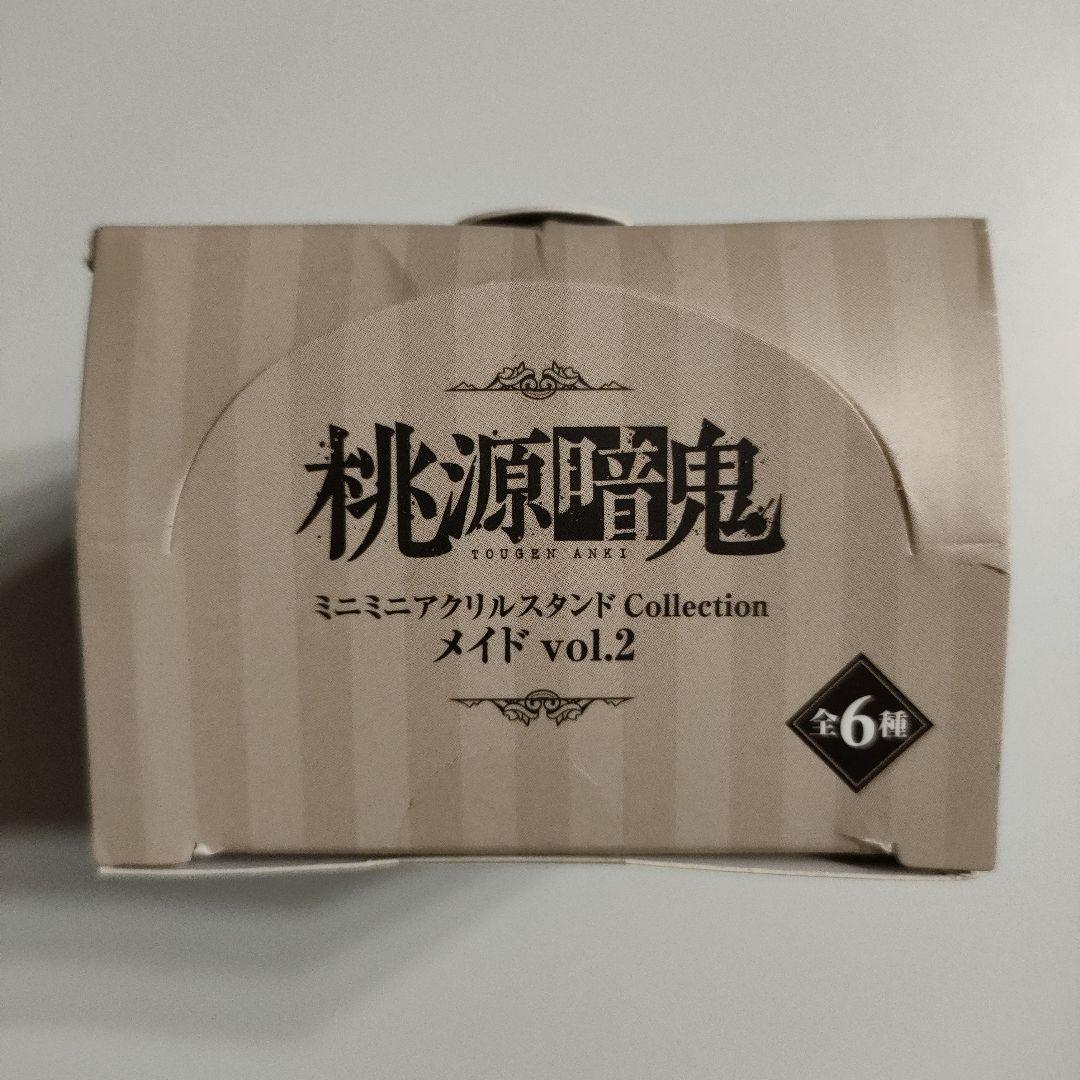 桃源暗鬼
TOUGEN ANKI
ミニミニアクリルスタンド Collection
メイド vol.2
全6種